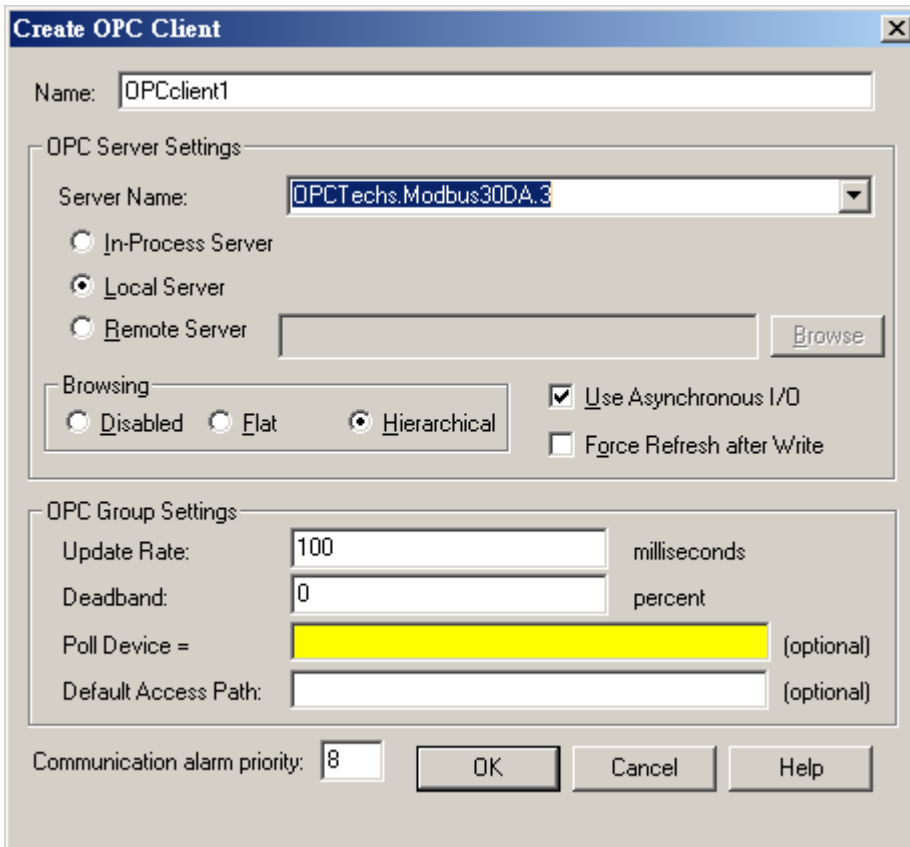 Create OPC Client
Name: OPCclient1
OPC Server Settings
Server Name: OPCTechs.Modbus30DA.3
In-Process Server
Local Server
Remote Server Browse
Browsing
Disabled Flat Hierarchical
Use Asynchronous I/O
Force Refresh after Write
OPC Group Settings
Update Rate: 100 milliseconds
Deadband: 0 percent
Poll Device = (optional)
Default Access Path: (optional)
Communication alarm priority: 8 OK Cancel Help